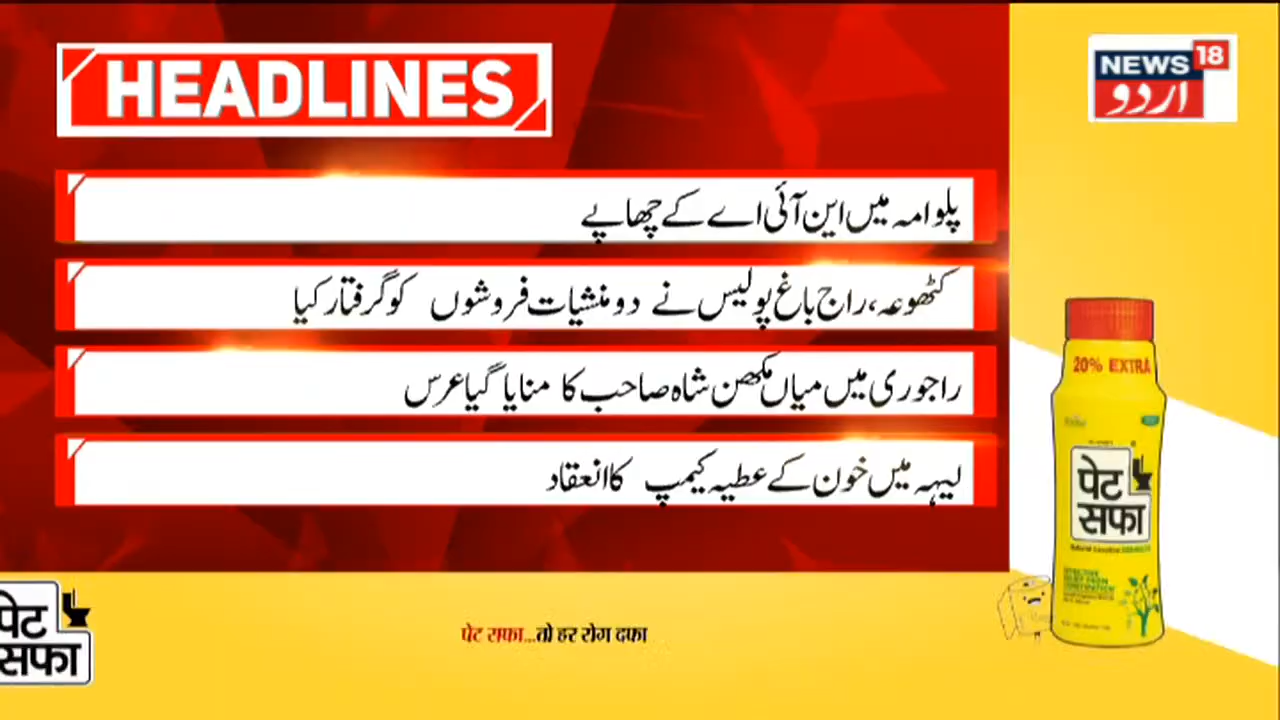 HEADLINES
NEWS 18
اردو
پلوامہ میں این آئی اے کے چھاپے
کٹھوعہ، راج باغ پولیس نے دو منشیات فروشوں کو گرفتار کیا
راجوری میں میاں مکھن شاہ صاحب کا منایا گیا عرس
لیہہ میں خون کے عطیہ کیمپ کا انعقاد
20% EXTRA
पेट
सफा
पेट
सफा
पेट सफा...तो हर रोग दफा